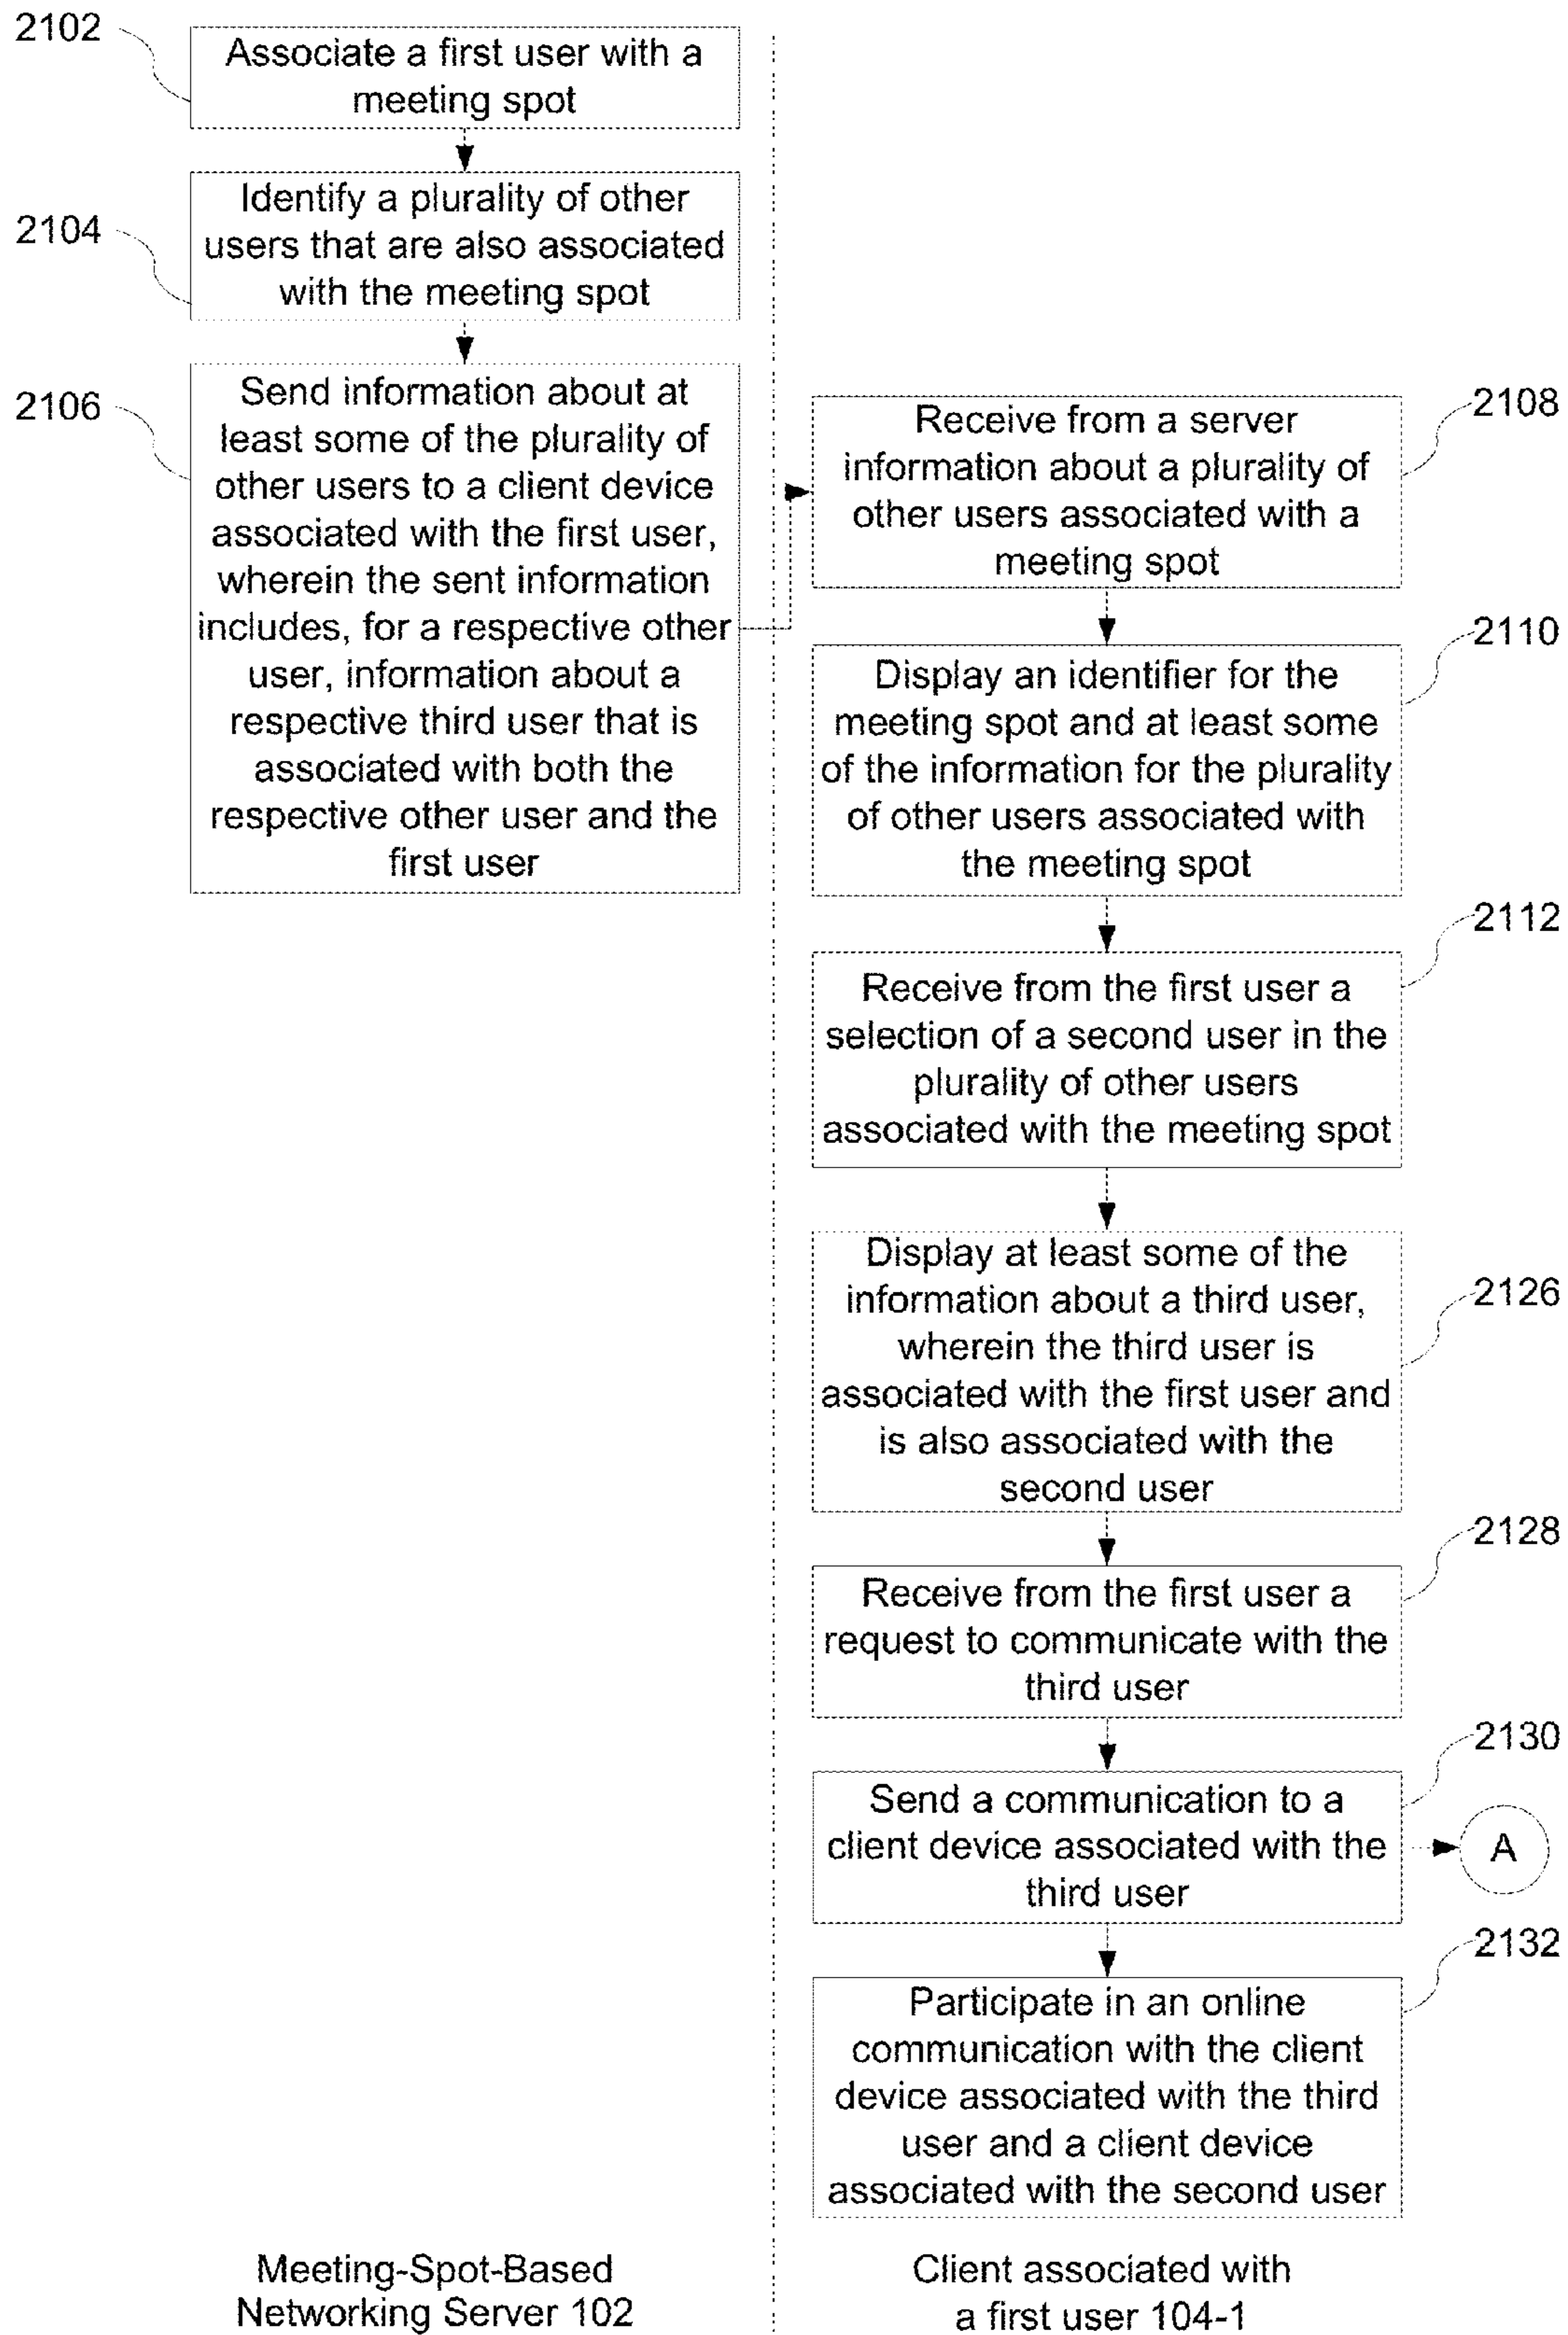 2102
Associate a first user with a
meeting spot
2104
Identify a plurality of other
users that are also associated
with the meeting spot
2106
Send information about at
least some of the plurality of
other users to a client device
associated with the first user,
wherein the sent information
includes, for a respective other
user, information about a
respective third user that is
associated with both the
respective other user and the
first user
2108
Receive from a server
information about a plurality of
other users associated with a
meeting spot
2110
Display an identifier for the
meeting spot and at least some
of the information for the plurality
of other users associated with
the meeting spot
2112
Receive from the first user a
selection of a second user in the
plurality of other users
associated with the meeting spot
2126
Display at least some of the
information about a third user,
wherein the third user is
associated with the first user and
is also associated with the
second user
2128
Receive from the first user a
request to communicate with the
third user
2130
Send a communication to a
client device associated with the
third user
A
2132
Participate in an online
communication with the client
device associated with the third
user and a client device
associated with the second user
Meeting-Spot-Based
Networking Server 102
Client associated with
a first user 104-1